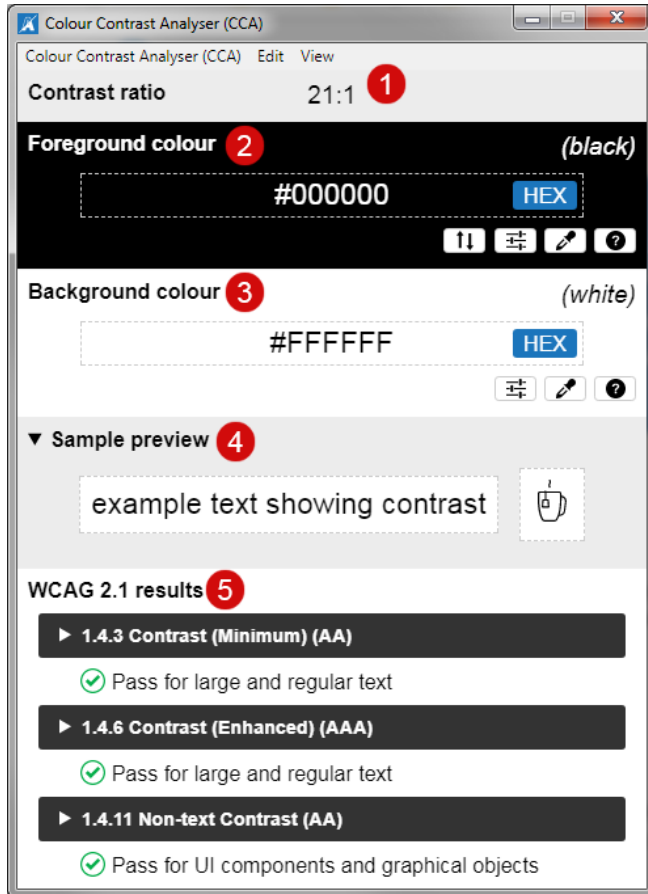 Colour Contrast Analyser (CCA)
Colour Contrast Analyser (CCA) Edit View
Contrast ratio 21:1 1
Foreground colour 2 (black)
#000000 HEX
Background colour 3 (white)
#FFFFFF HEX
Sample preview 4
example text showing contrast
WCAG 2.1 results 5
1.4.3 Contrast (Minimum) (AA)
Pass for large and regular text
1.4.6 Contrast (Enhanced) (AAA)
Pass for large and regular text
1.4.11 Non-text Contrast (AA)
Pass for UI components and graphical objects